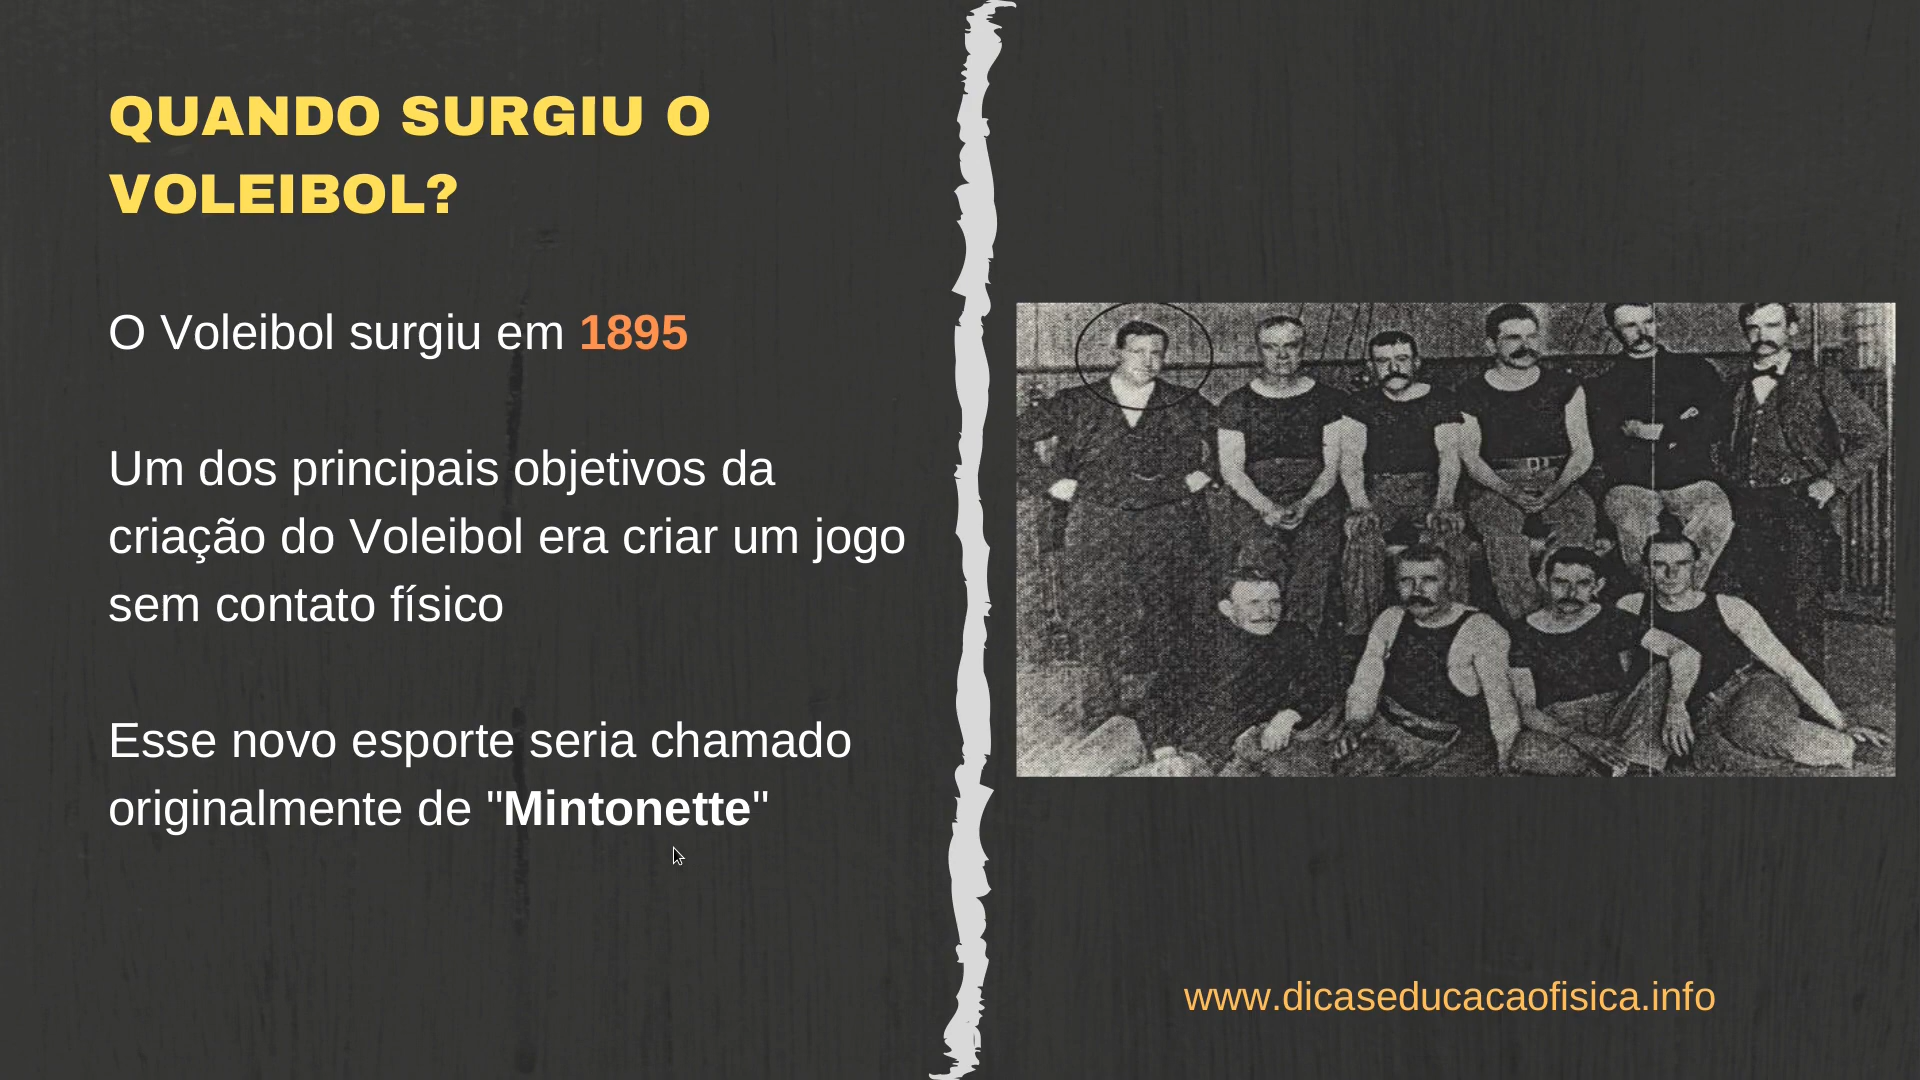 QUANDO SURGIU O
VOLEIBOL?
O Voleibol surgiu em 1895
Um dos principais objetivos da
criação do Voleibol era criar um jogo
sem contato físico
Esse novo esporte seria chamado
originalmente de "Mintonette"
www.dicaseducacaofisica.info